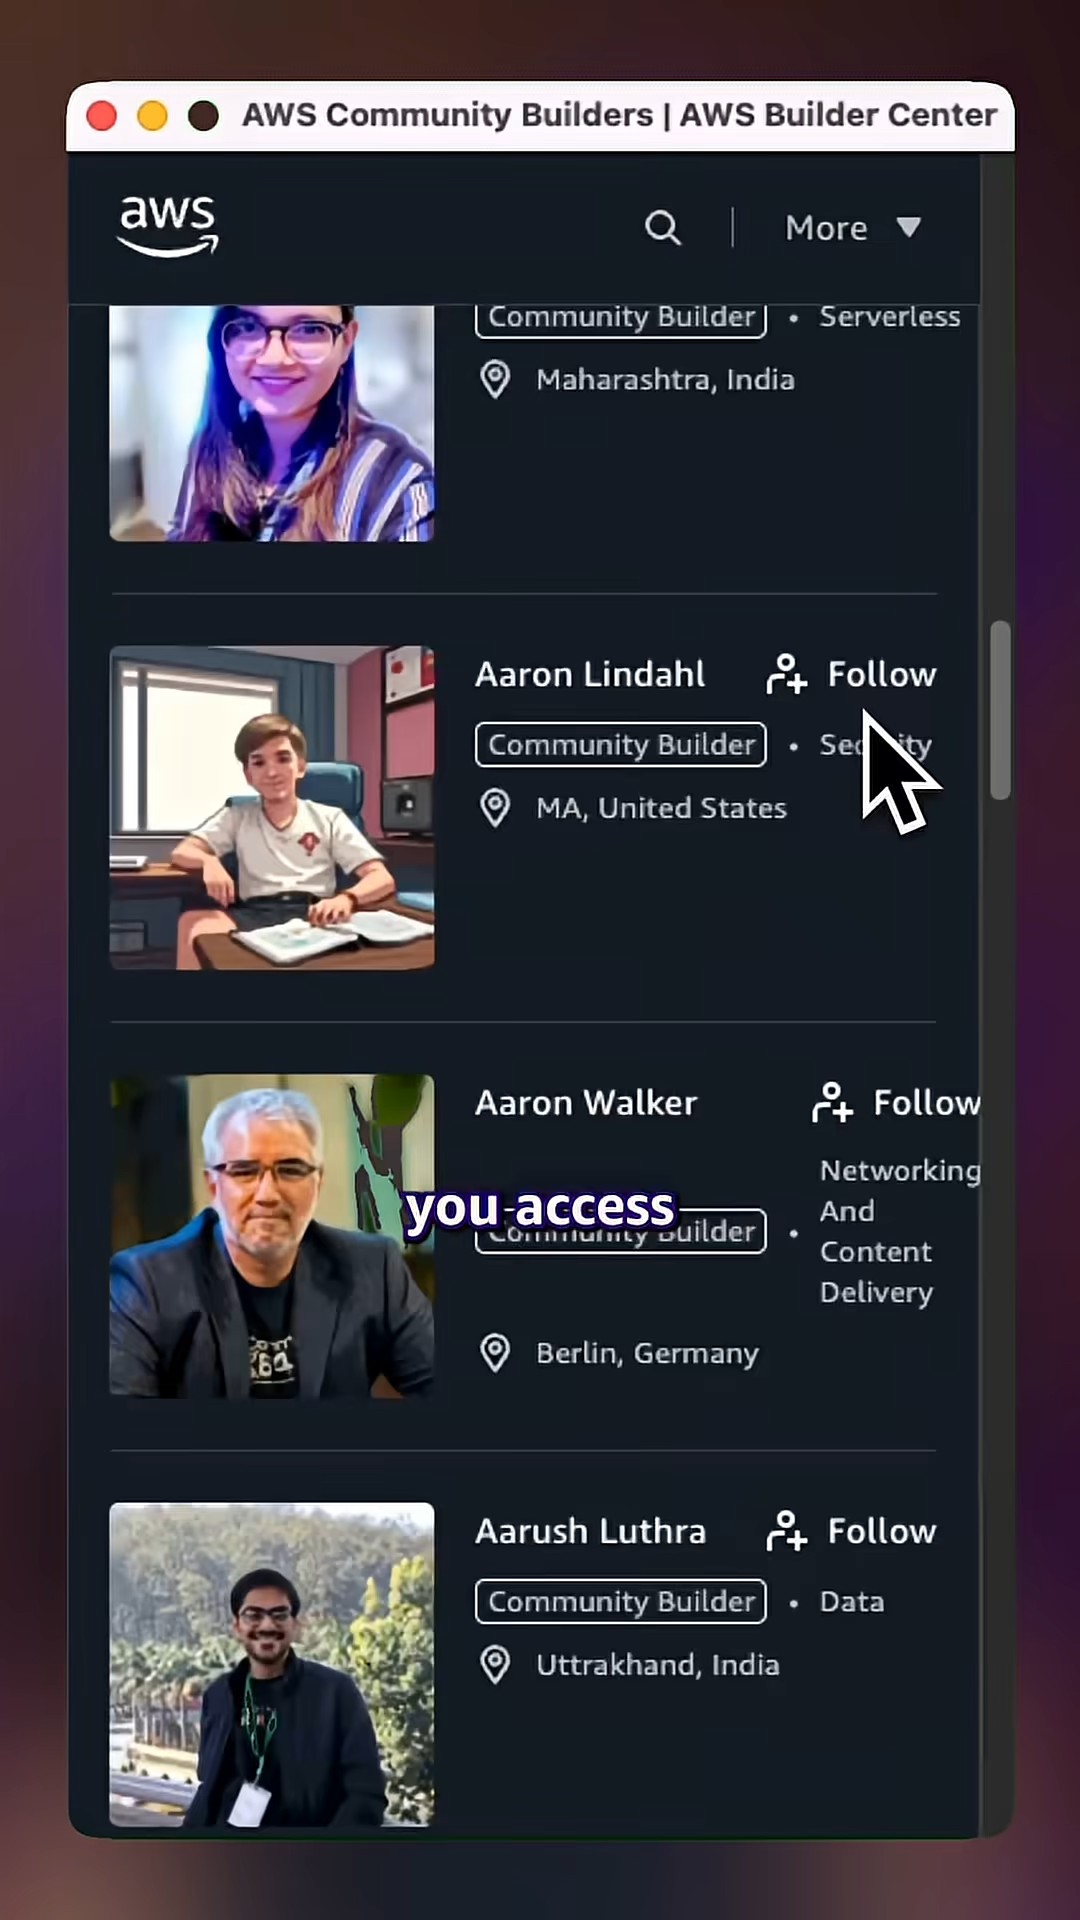 AWS Community Builders | AWS Builder Center
aws
More
Community Builder • Serverless
Maharashtra, India
Aaron Lindahl
Follow
Community Builder •
MA, United States
Aaron Walker
Follow
Networking
And
Content
Delivery
you access
Community Builder •
Berlin, Germany
Aarush Luthra
Follow
Community Builder • Data
Uttrakhand, India